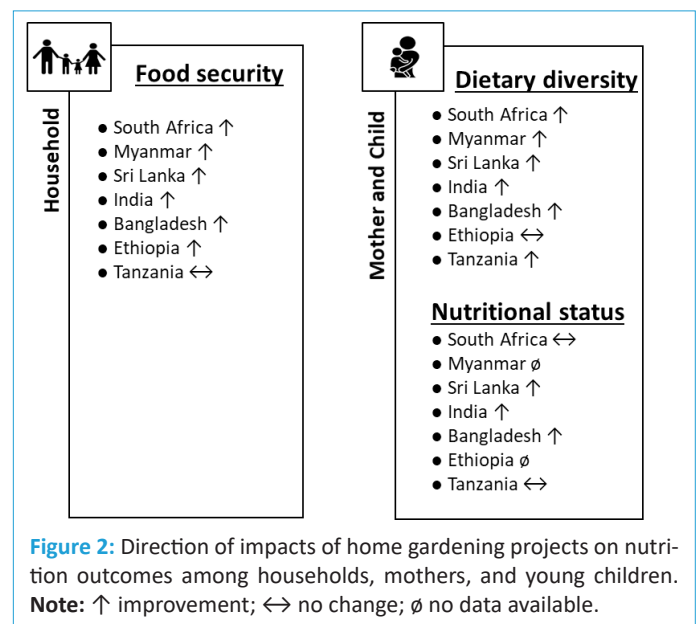 Household
Food security
● South Africa ↑
● Myanmar ↑
● Sri Lanka ↑
● India ↑
● Bangladesh ↑
● Ethiopia ↑
● Tanzania ↔
Mother and Child
Dietary diversity
● South Africa ↑
● Myanmar ↑
● Sri Lanka ↑
● India ↑
● Bangladesh ↑
● Ethiopia ↔
● Tanzania ↑
Nutritional status
● South Africa ↔
● Myanmar ø
● Sri Lanka ↑
● India ↑
● Bangladesh ↑
● Ethiopia ø
● Tanzania ↔
Figure 2: Direction of impacts of home gardening projects on nutri-
tion outcomes among households, mothers, and young children.
Note: ↑ improvement; ↔ no change; ø no data available.